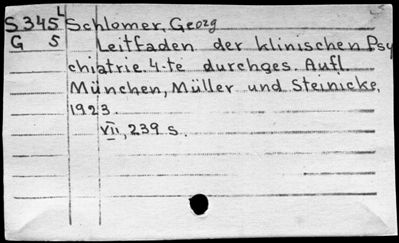 S 345 L Schlomer, Georg
G S Leitfaden der klinischen Psy
chiatrie. 4-te durchges. Aufl.
München, Müller und Steinicke,
1923.
VII, 239 s.